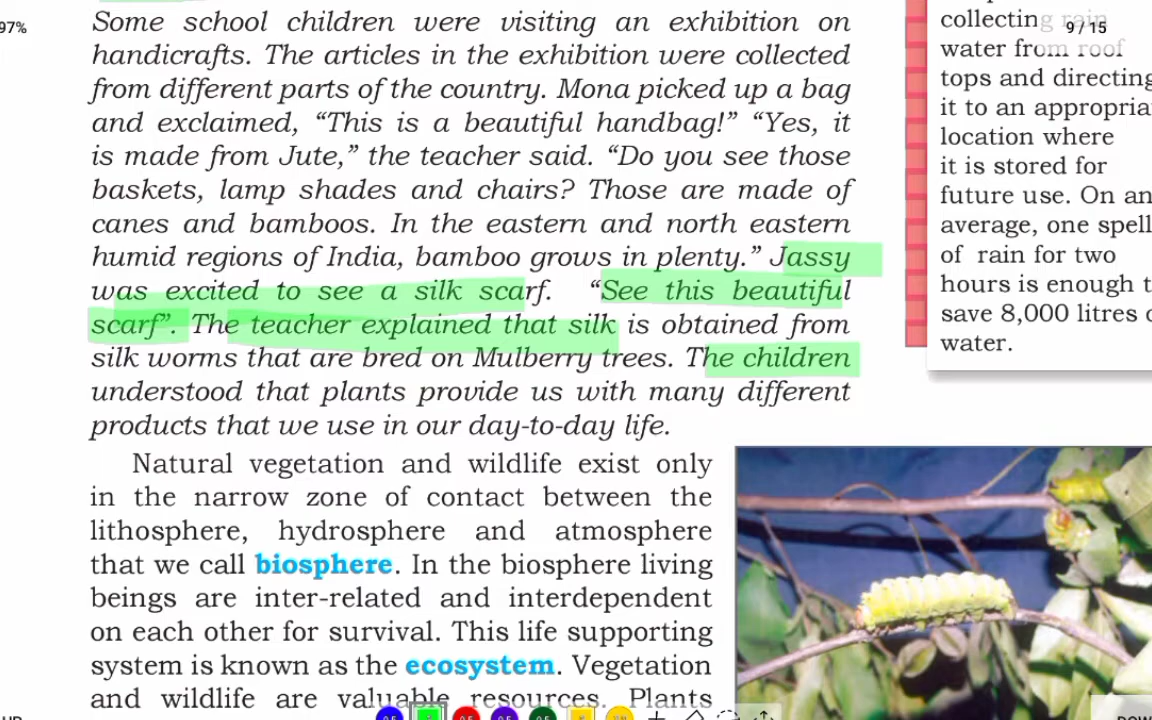 97%
Some school children were visiting an exhibition on
handicrafts. The articles in the exhibition were collected
from different parts of the country. Mona picked up a bag
and exclaimed, “This is a beautiful handbag!” “Yes, it
is made from Jute,” the teacher said. “Do you see those
baskets, lamp shades and chairs? Those are made of
canes and bamboos. In the eastern and north eastern
humid regions of India, bamboo grows in plenty.” Jassy
was excited to see a silk scarf. “See this beautiful
scarf”. The teacher explained that silk is obtained from
silk worms that are bred on Mulberry trees. The children
understood that plants provide us with many different
products that we use in our day-to-day life.
Natural vegetation and wildlife exist only
in the narrow zone of contact between the
lithosphere, hydrosphere and atmosphere
that we call biosphere. In the biosphere living
beings are inter-related and interdependent
on each other for survival. This life supporting
system is known as the ecosystem. Vegetation
and wildlife are valuable resources. Plants
collecting rain
9/15
water from roof
tops and directing
it to an
location where
it is stored for
future use. On an
average, one spell
of rain for two
hours is enough
save 8,000 litres
water.